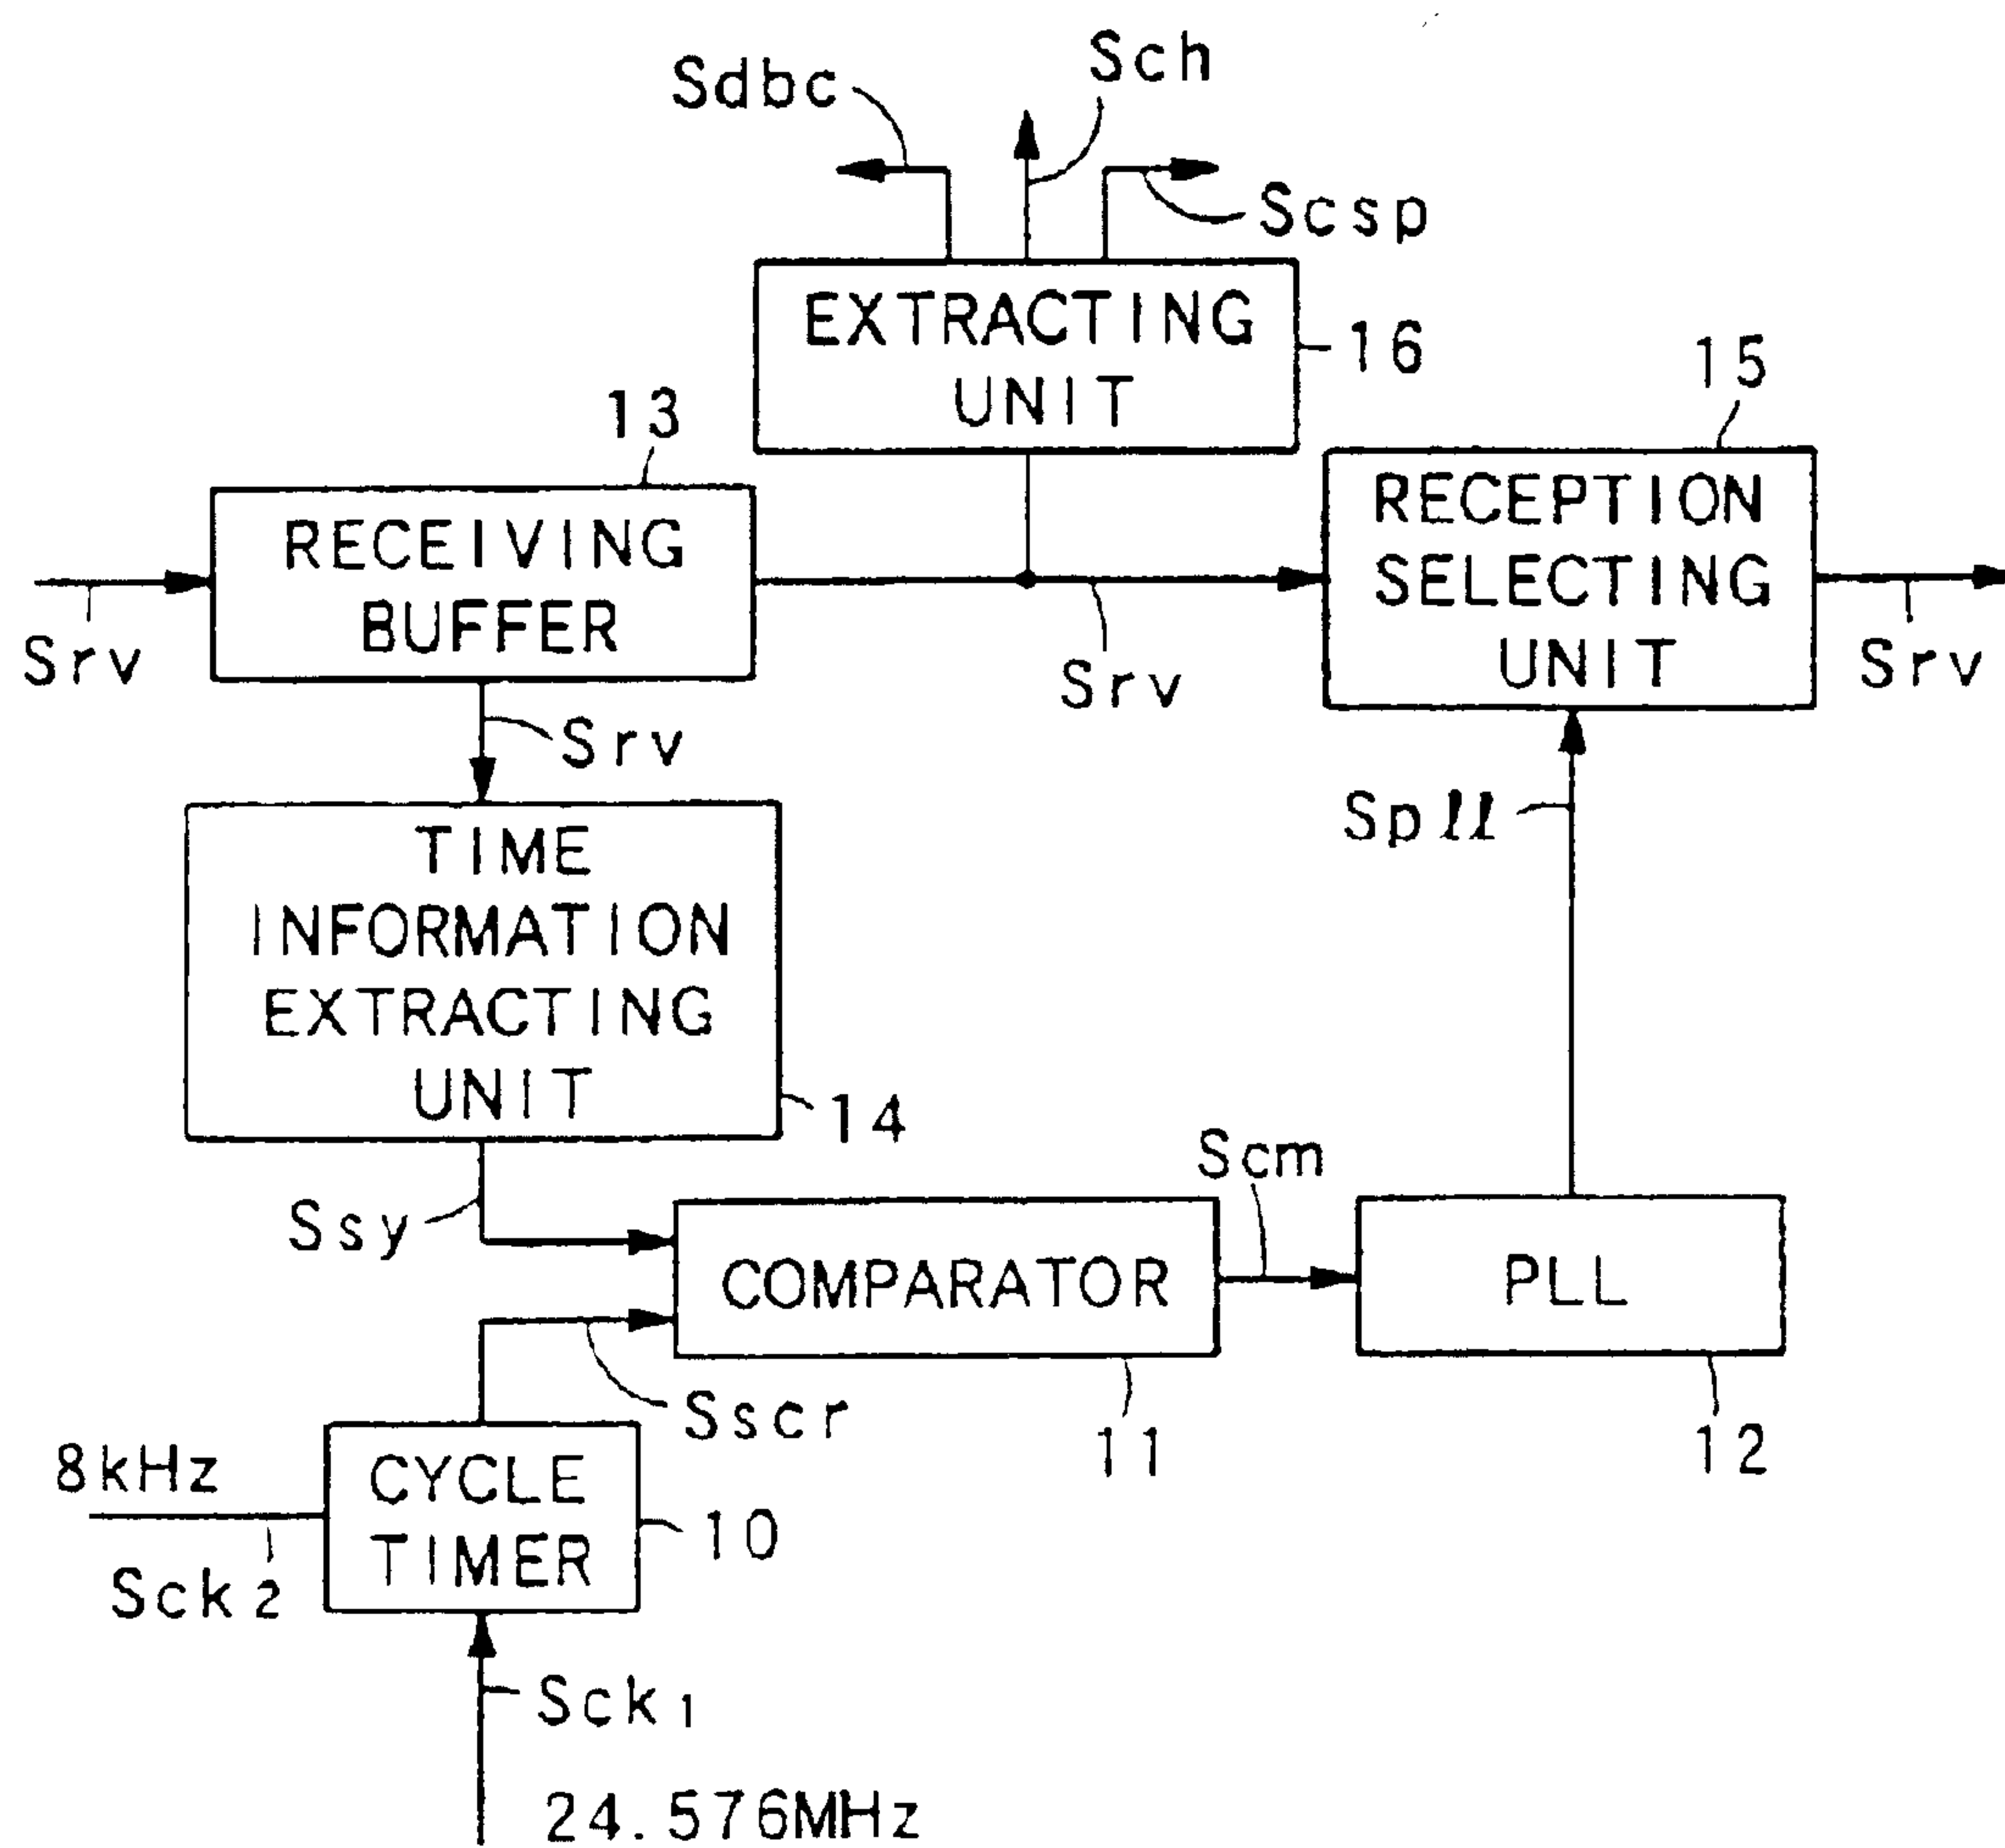 Sdbc
Sch
Scsp
EXTRACTING
UNIT
16
15
13
RECEIVING
BUFFER
RECEPTION
SELECTING
UNIT
Srv
Srv
Srv
Srv
TIME
INFORMATION
EXTRACTING
UNIT
14
Spll
Ssy
Scm
COMPARATOR
PLL
Sscr
11
12
8kHz
CYCLE
TIMER
10
Sck2
Sck1
24.576MHz